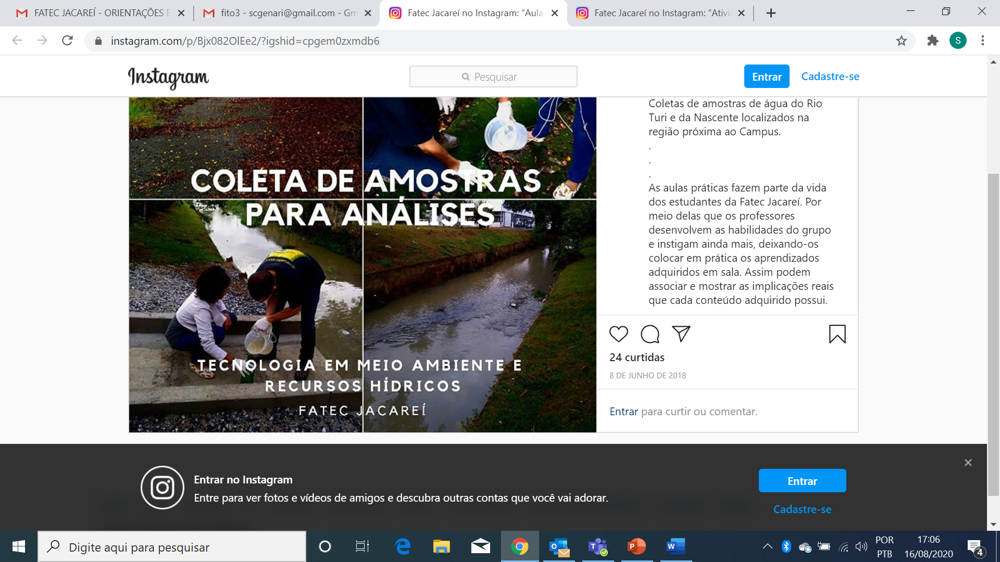 FATEC JACAREÍ - ORIENTAÇÕES E
fito3 - scgenari@gmail.com - Gm
Fatec Jacareí no Instagram: “Aula
Fatec Jacareí no Instagram: “Ativi
instagram.com/p/Bjx082OlEe2/?igshid=cpgem0zxmdb6
S
Instagram
Pesquisar
Entrar
Cadastre-se
COLETA DE AMOSTRAS
PARA ANÁLISES
TECNOLOGIA EM MEIO AMBIENTE E
RECURSOS HÍDRICOS
FATEC JACAREÍ
Coletas de amostras de água do Rio
Turi e da Nascente localizados na
região próxima ao Campus.
.
.
.
As aulas práticas fazem parte da vida
dos estudantes da Fatec Jacareí. Por
meio delas que os professores
desenvolvem as habilidades do grupo
e instigam ainda mais, deixando-os
colocar em prática os aprendizados
adquiridos em sala. Assim podem
associar e mostrar as implicações reais
que cada conteúdo adquirido possui.
24 curtidas
8 DE JUNHO DE 2018
Entrar para curtir ou comentar.
Entrar no Instagram
Entre para ver fotos e vídeos de amigos e descubra outras contas que você vai adorar.
Entrar
Cadastre-se
Digite aqui para pesquisar
POR
PTB
17:06
16/08/2020
4